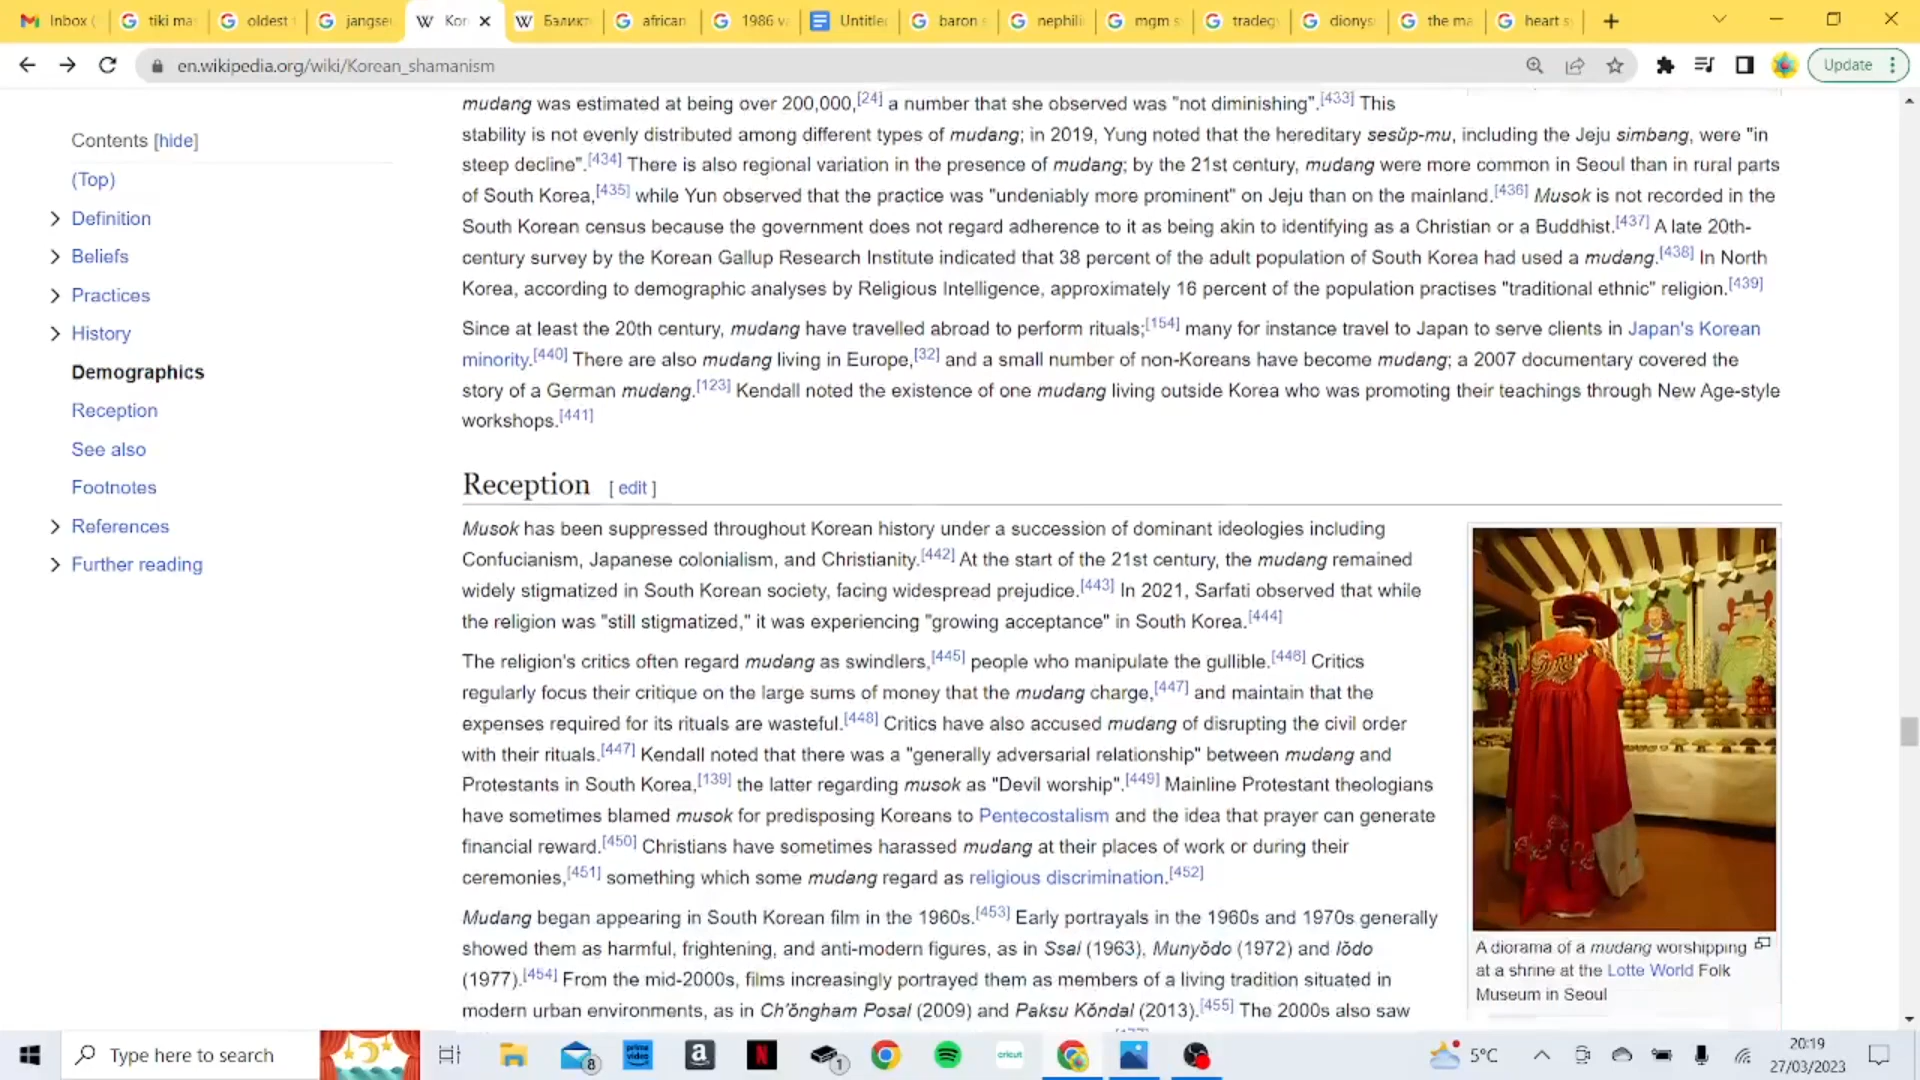 Inbox (
tiki ma
oldest
jangse
Kor
Бэликт
african
1986 v
Untitle
baron
nephili
mgm s
tradeg
dionys
the ma
heart s
en.wikipedia.org/wiki/Korean_shamanism
Update
Contents [hide]
(Top)
Definition
Beliefs
Practices
History
Demographics
Reception
See also
Footnotes
References
Further reading
mudang was estimated at being over 200,000,[24] a number that she observed was "not diminishing".[433] This
stability is not evenly distributed among different types of mudang; in 2019, Yung noted that the hereditary sesŭp-mu, including the Jeju simbang, were "in
steep decline".[434] There is also regional variation in the presence of mudang; by the 21st century, mudang were more common in Seoul than in rural parts
of South Korea,[435] while Yun observed that the practice was "undeniably more prominent" on Jeju than on the mainland.[436] Musok is not recorded in the
South Korean census because the government does not regard adherence to it as being akin to identifying as a Christian or a Buddhist.[437] A late 20th-
century survey by the Korean Gallup Research Institute indicated that 38 percent of the adult population of South Korea had used a mudang.[438] In North
Korea, according to demographic analyses by Religious Intelligence, approximately 16 percent of the population practises "traditional ethnic" religion.[439]
Since at least the 20th century, mudang have travelled abroad to perform rituals;[154] many for instance travel to Japan to serve clients in Japan's Korean
minority.[440] There are also mudang living in Europe,[32] and a small number of non-Koreans have become mudang; a 2007 documentary covered the
story of a German mudang.[123] Kendall noted the existence of one mudang living outside Korea who was promoting their teachings through New Age-style
workshops.[441]
Reception [ edit ]
Musok has been suppressed throughout Korean history under a succession of dominant ideologies including
Confucianism, Japanese colonialism, and Christianity.[442] At the start of the 21st century, the mudang remained
widely stigmatized in South Korean society, facing widespread prejudice.[443] In 2021, Sarfati observed that while
the religion was "still stigmatized," it was experiencing "growing acceptance" in South Korea.[444]
The religion's critics often regard mudang as swindlers,[445] people who manipulate the gullible.[446] Critics
regularly focus their critique on the large sums of money that the mudang charge,[447] and maintain that the
expenses required for its rituals are wasteful.[448] Critics have also accused mudang of disrupting the civil order
with their rituals.[447] Kendall noted that there was a "generally adversarial relationship" between mudang and
Protestants in South Korea,[139] the latter regarding musok as "Devil worship".[449] Mainline Protestant theologians
have sometimes blamed musok for predisposing Koreans to Pentecostalism and the idea that prayer can generate
financial reward.[450] Christians have sometimes harassed mudang at their places of work or during their
ceremonies,[451] something which some mudang regard as religious discrimination.[452]
Mudang began appearing in South Korean film in the 1960s.[453] Early portrayals in the 1960s and 1970s generally
showed them as harmful, frightening, and anti-modern figures, as in Ssal (1963), Munyŏdo (1972) and Iŏdo
(1977).[454] From the mid-2000s, films increasingly portrayed them as members of a living tradition situated in
modern urban environments, as in Ch'ŏngham Posal (2009) and Paksu Kŏndal (2013).[455] The 2000s also saw
A diorama of a mudang worshipping
at a shrine at the Lotte World Folk
Museum in Seoul
Type here to search
8
prime video
a
N
1
cricut
5°C
20:19
27/03/2023